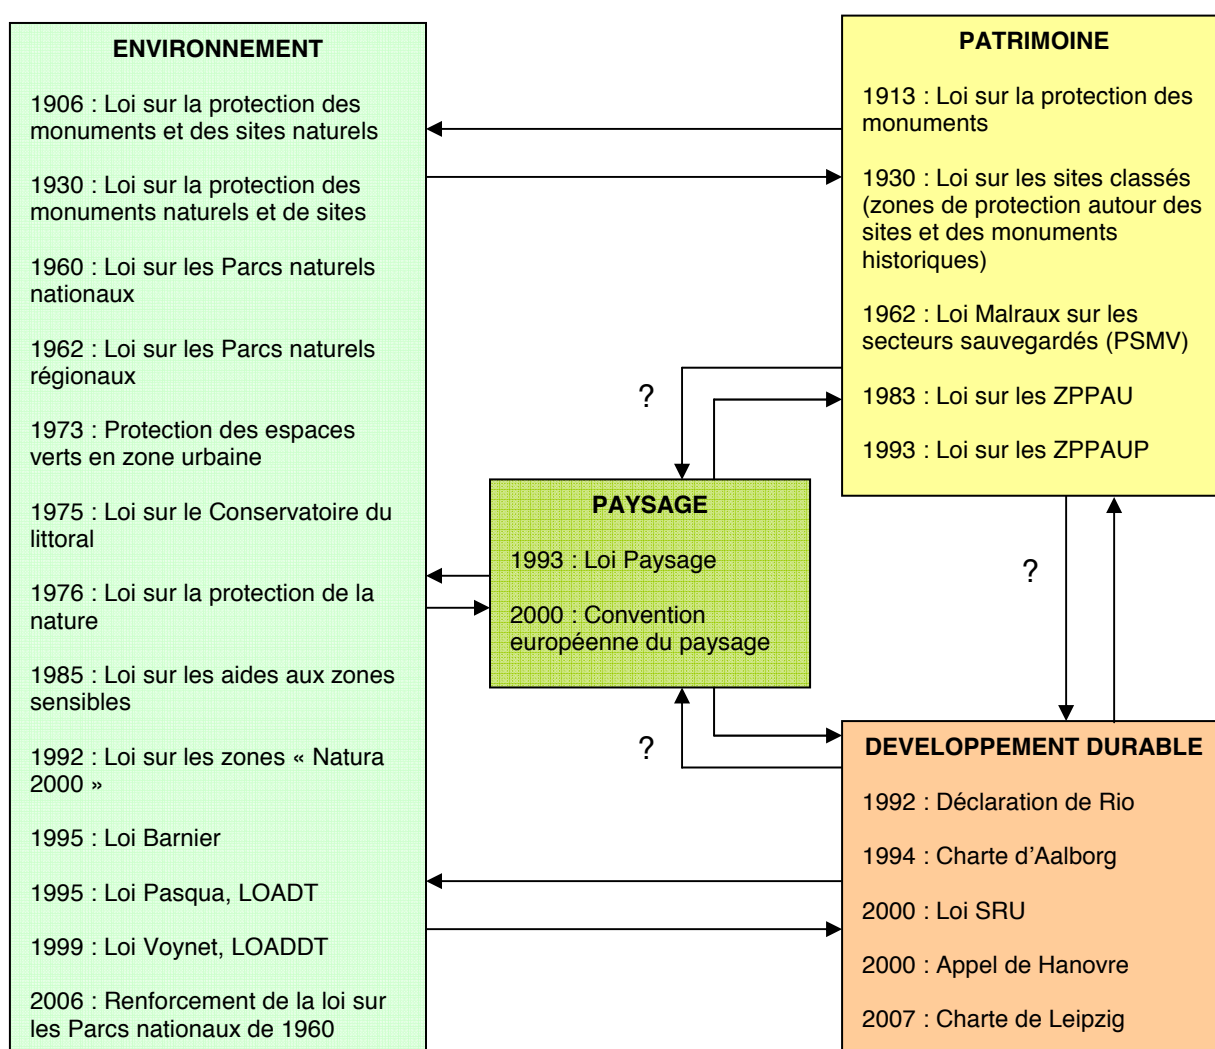 ENVIRONNEMENT
1906 : Loi sur la protection des
monuments et des sites naturels
1930 : Loi sur la protection des
monuments naturels et de sites
1960 : Loi sur les Parcs naturels
nationaux
1962 : Loi sur les Parcs naturels
régionaux
1973 : Protection des espaces
verts en zone urbaine
1975 : Loi sur le Conservatoire du
littoral
1976 : Loi sur la protection de la
nature
1985 : Loi sur les aides aux zones
sensibles
1992 : Loi sur les zones « Natura
2000 »
1995 : Loi Barnier
1995 : Loi Pasqua, LOADT
1999 : Loi Voynet, LOADDT
2006 : Renforcement de la loi sur
les Parcs nationaux de 1960
PATRIMOINE
1913 : Loi sur la protection des
monuments
1930 : Loi sur les sites classés
(zones de protection autour des
sites et des monuments
historiques)
1962 : Loi Malraux sur les
secteurs sauvegardés (PSMV)
1983 : Loi sur les ZPPAU
1993 : Loi sur les ZPPAUP
?
PAYSAGE
1993 : Loi Paysage
2000 : Convention
européenne du paysage
?
?
DEVELOPPEMENT DURABLE
1992 : Déclaration de Rio
1994 : Charte d'Aalborg
2000 : Loi SRU
2000 : Appel de Hanovre
2007 : Charte de Leipzig